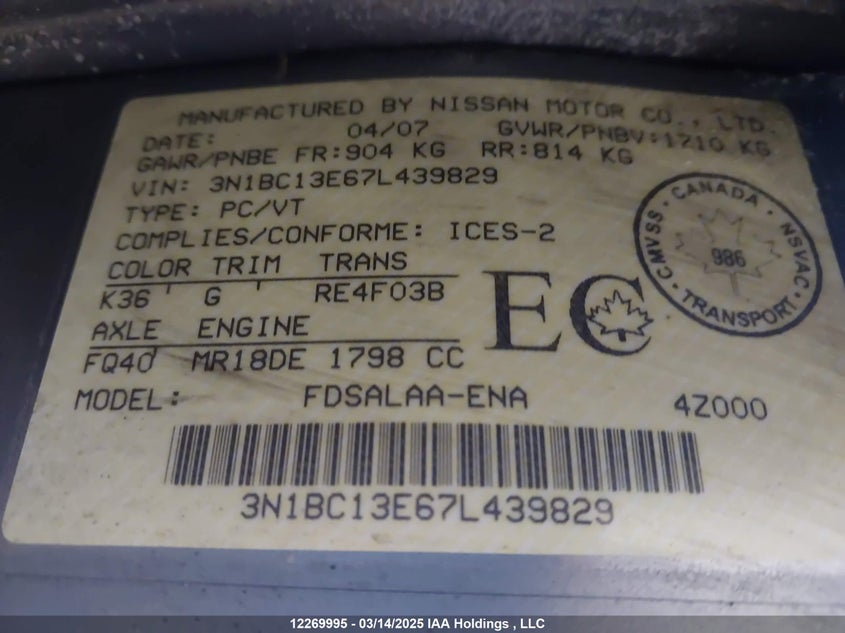 MANUFACTURED BY NISSAN MOTOR CO., LTD.
DATE: 04/07 GVWR/PNBV:1710 KG
GAWR/PNBE FR:904 KG RR:814 KG
VIN: 3N1BC13E67L439829
TYPE: PC/VT
COMPLIES/CONFORME: ICES-2
COLOR TRIM TRANS
K36 G RE4F03B
AXLE ENGINE
FQ40 MR18DE 1798 CC
MODEL: FDSALAA-ENA 4Z000
EC
CANADA
CMVSS · NSVAC
986
TRANSPORT
3N1BC13E67L439829
12269995 - 03/14/2025 IAA Holdings , LLC